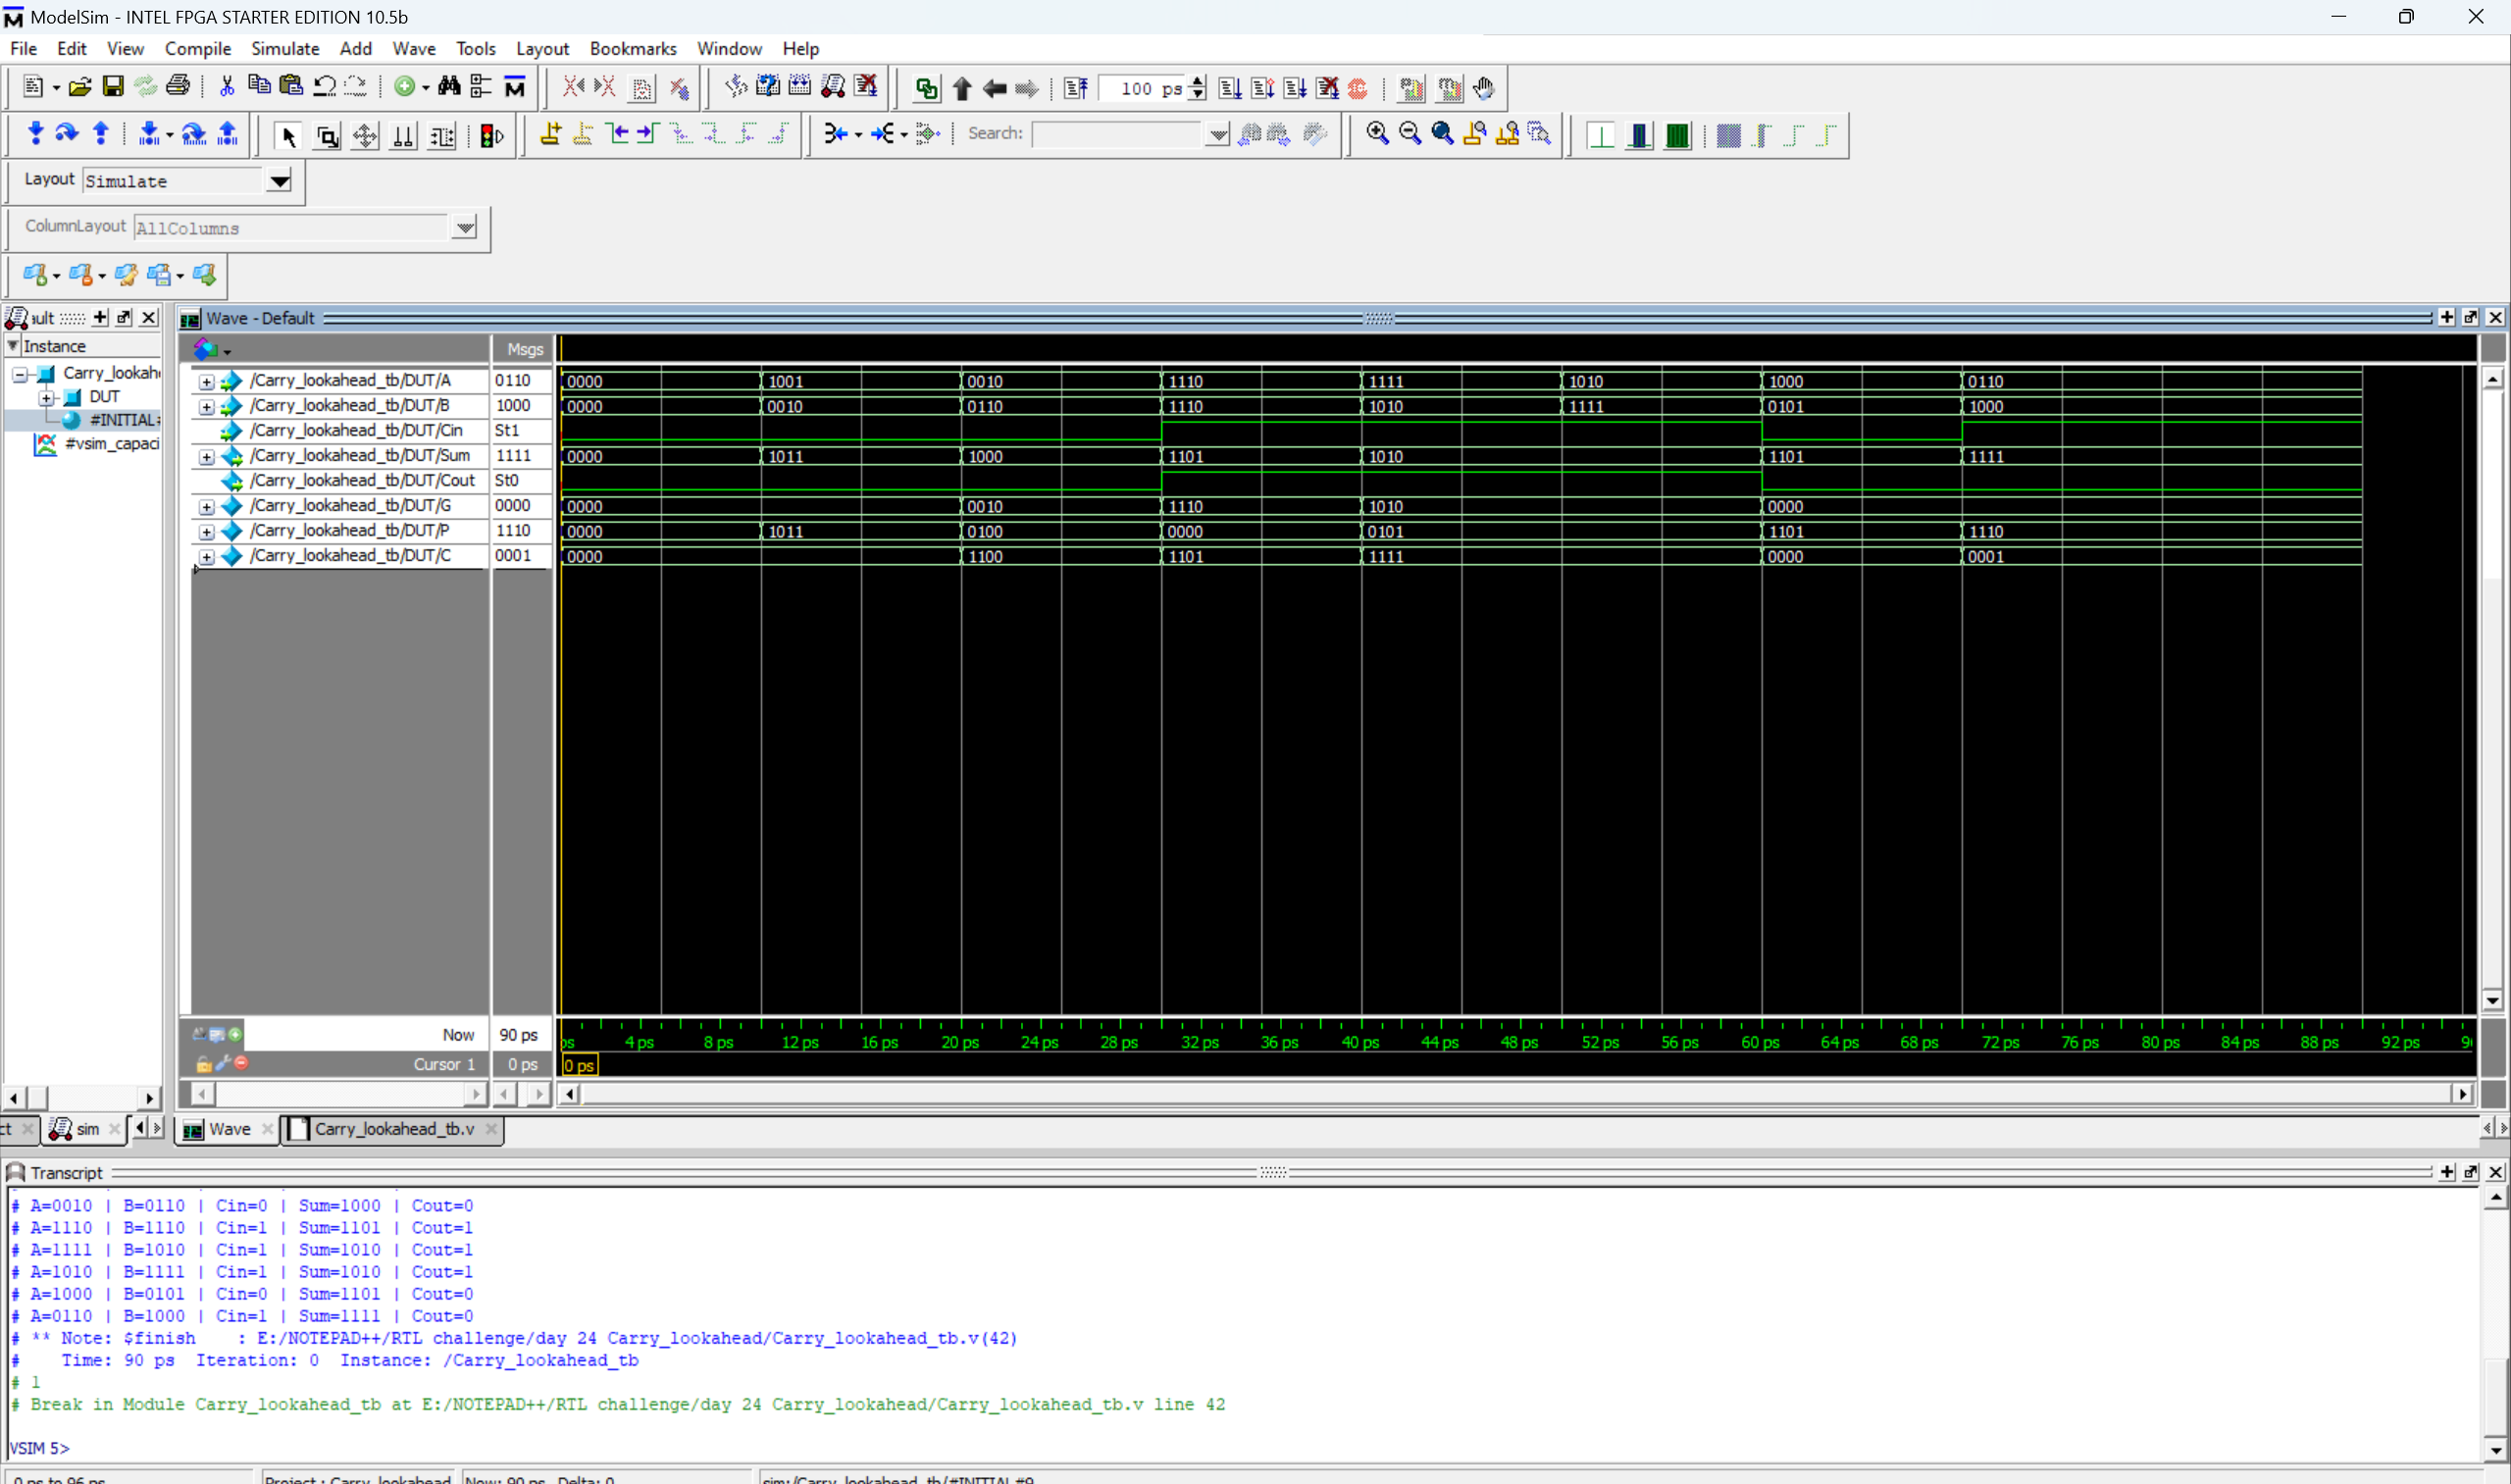 ModelSim - INTEL FPGA STARTER EDITION 10.5b
File Edit View Compile Simulate Add Wave Tools Layout Bookmarks Window Help
100 ps
Search:
Layout Simulate
ColumnLayout AllColumns
ault
Wave - Default
Instance
Msgs
Carry_lookah
DUT
#INITIAL#
#vsim_capaci
/Carry_lookahead_tb/DUT/A 0110 0000 1001 0010 1110 1111 1010 1000 0110
/Carry_lookahead_tb/DUT/B 1000 0000 0010 0110 1110 1010 1111 0101 1000
/Carry_lookahead_tb/DUT/Cin St1
/Carry_lookahead_tb/DUT/Sum 1111 0000 1011 1000 1101 1010 1101 1111
/Carry_lookahead_tb/DUT/Cout St0
/Carry_lookahead_tb/DUT/G 0000 0000 0010 1110 1010 0000
/Carry_lookahead_tb/DUT/P 1110 0000 1011 0100 0000 0101 1101 1110
/Carry_lookahead_tb/DUT/C 0001 0000 1100 1101 1111 0000 0001
Now 90 ps
ps 4 ps 8 ps 12 ps 16 ps 20 ps 24 ps 28 ps 32 ps 36 ps 40 ps 44 ps 48 ps 52 ps 56 ps 60 ps 64 ps 68 ps 72 ps 76 ps 80 ps 84 ps 88 ps 92 ps 9
Cursor 1 0 ps 0 ps
ct sim Wave Carry_lookahead_tb.v
Transcript
# A=0010 | B=0110 | Cin=0 | Sum=1000 | Cout=0
# A=1110 | B=1110 | Cin=1 | Sum=1101 | Cout=1
# A=1111 | B=1010 | Cin=1 | Sum=1010 | Cout=1
# A=1010 | B=1111 | Cin=1 | Sum=1010 | Cout=1
# A=1000 | B=0101 | Cin=0 | Sum=1101 | Cout=0
# A=0110 | B=1000 | Cin=1 | Sum=1111 | Cout=0
# ** Note: $finish    : E:/NOTEPAD++/RTL challenge/day 24 Carry_lookahead/Carry_lookahead_tb.v(42)
#    Time: 90 ps  Iteration: 0  Instance: /Carry_lookahead_tb
# 1
# Break in Module Carry_lookahead_tb at E:/NOTEPAD++/RTL challenge/day 24 Carry_lookahead/Carry_lookahead_tb.v line 42
VSIM 5>
0 ps to 96 ps Project : Carry_lookahead Now: 90 ps Delta: 0 sim:/Carry_lookahead_tb/#INITIAL#9